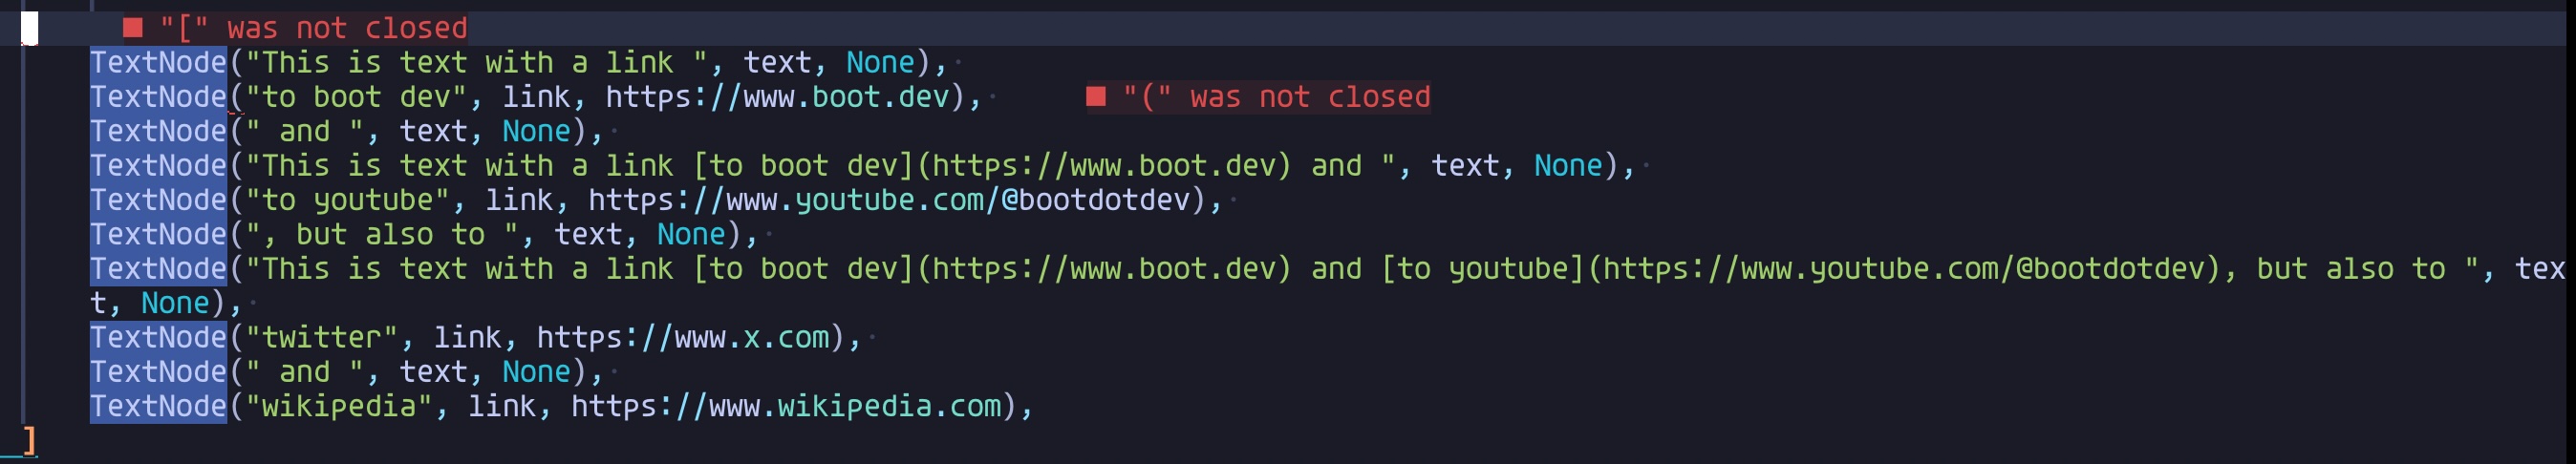 ■ "[" was not closed
TextNode("This is text with a link ", text, None),
TextNode("to boot dev", link, https://www.boot.dev), ■ "(" was not closed
TextNode(" and ", text, None),
TextNode("This is text with a link [to boot dev](https://www.boot.dev) and ", text, None),
TextNode("to youtube", link, https://www.youtube.com/@bootdotdev),
TextNode(", but also to ", text, None),
TextNode("This is text with a link [to boot dev](https://www.boot.dev) and [to youtube](https://www.youtube.com/@bootdotdev), but also to ", tex
t, None),
TextNode("twitter", link, https://www.x.com),
TextNode(" and ", text, None),
TextNode("wikipedia", link, https://www.wikipedia.com),
]